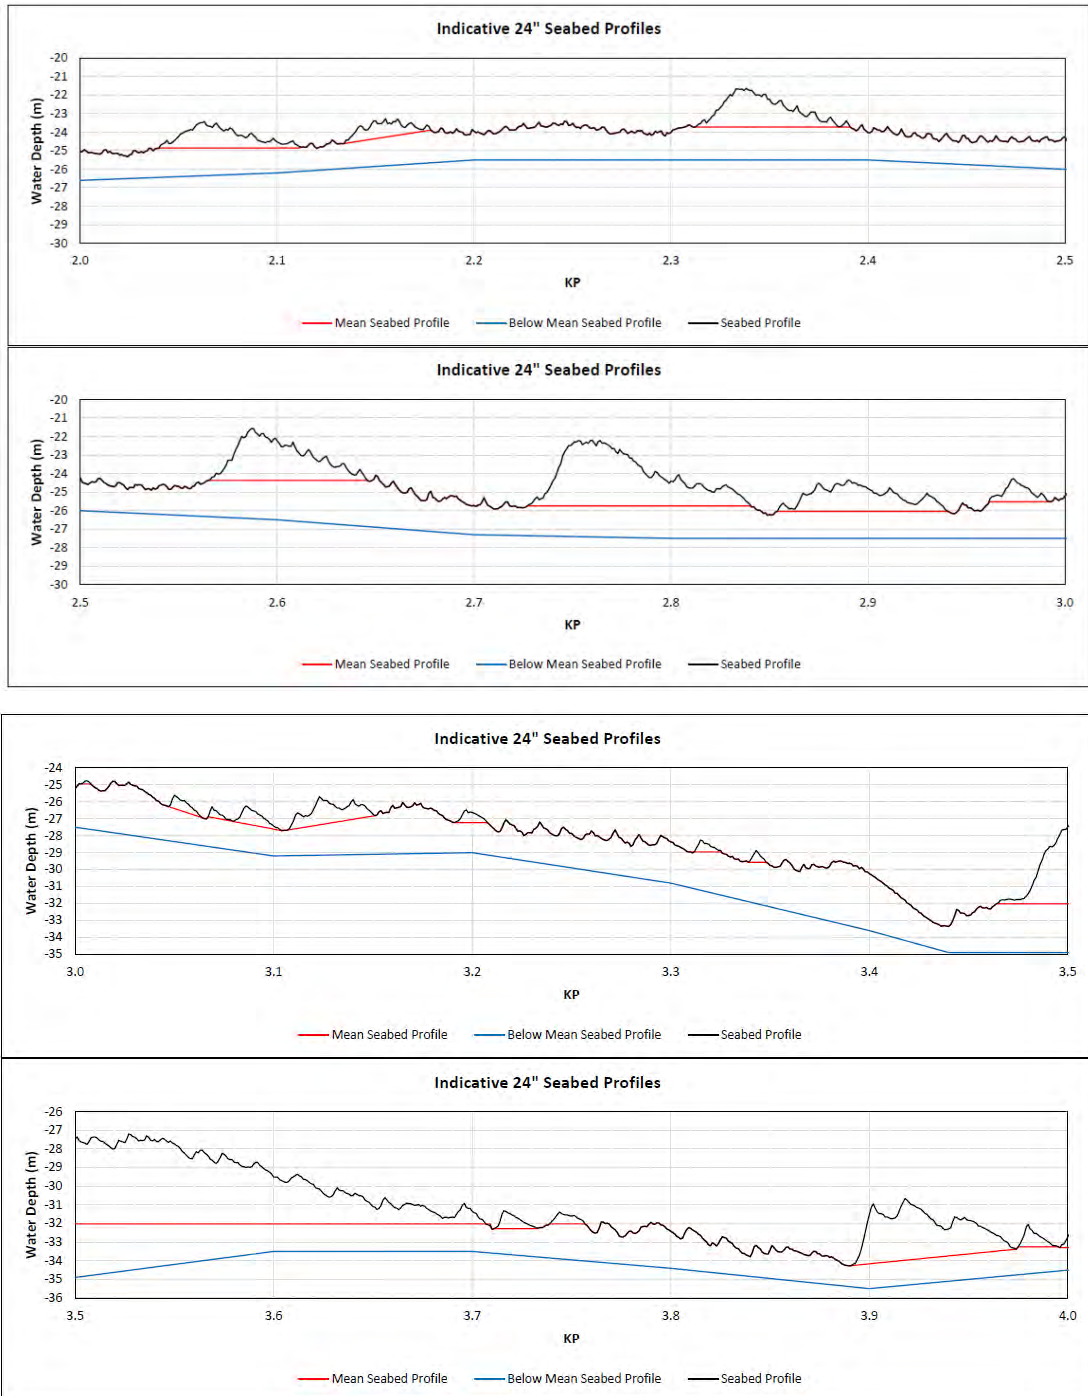 Indicative 24" Seabed Profiles
-20
-21
-22
-23
-24
-25
-26
-27
-28
-29
-30
Water Depth (m)
2.0 2.1 2.2 2.3 2.4 2.5
KP
Mean Seabed Profile Below Mean Seabed Profile Seabed Profile
Indicative 24" Seabed Profiles
-20
-21
-22
-23
-24
-25
-26
-27
-28
-29
-30
Water Depth (m)
2.5 2.6 2.7 2.8 2.9 3.0
KP
Mean Seabed Profile Below Mean Seabed Profile Seabed Profile
Indicative 24" Seabed Profiles
-24
-25
-26
-27
-28
-29
-30
-31
-32
-33
-34
-35
Water Depth (m)
3.0 3.1 3.2 3.3 3.4 3.5
KP
Mean Seabed Profile Below Mean Seabed Profile Seabed Profile
Indicative 24" Seabed Profiles
-26
-27
-28
-29
-30
-31
-32
-33
-34
-35
-36
Water Depth (m)
3.5 3.6 3.7 3.8 3.9 4.0
KP
Mean Seabed Profile Below Mean Seabed Profile Seabed Profile